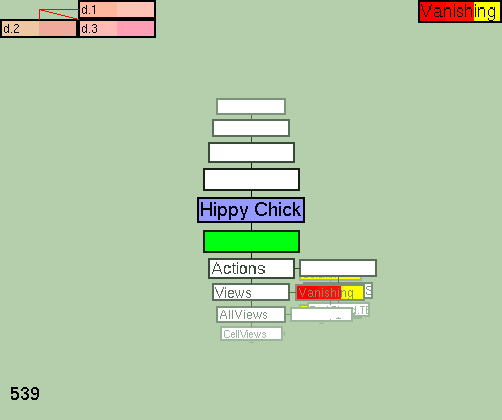 d.1
Vanishing
d.2
d.3
Hippy Chick
Actions
Views
Vanishing
AllViews
CellViews
539